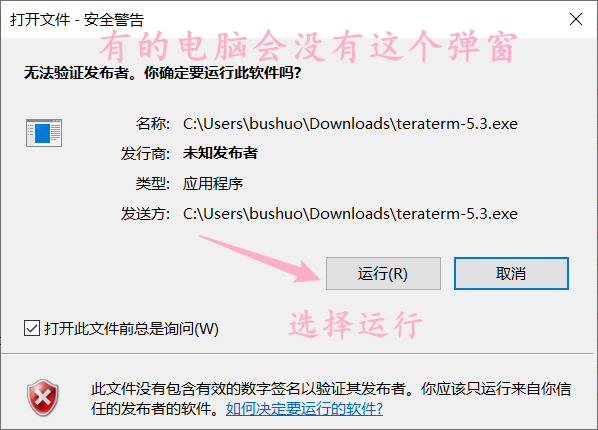 打开文件 - 安全警告
有的电脑会没有这个弹窗
无法验证发布者。你确定要运行此软件吗?
名称: C:\Users\bushuo\Downloads\teraterm-5.3.exe
发行商: 未知发布者
类型: 应用程序
发送方: C:\Users\bushuo\Downloads\teraterm-5.3.exe
运行(R) 取消
选择运行
打开此文件前总是询问(W)
此文件没有包含有效的数字签名以验证其发布者。你应该只运行来自你信
任的发布者的软件。如何决定要运行的软件?